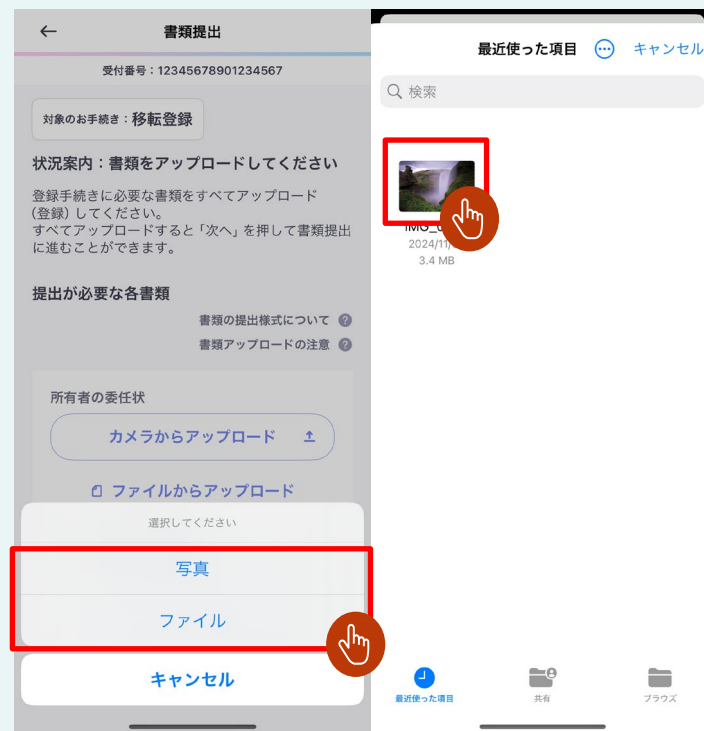 書類提出
受付番号：12345678901234567
対象のお手続き：移転登録
状況案内：書類をアップロードしてください
登録手続きに必要な書類をすべてアップロード
(登録) してください。
すべてアップロードすると「次へ」を押して書類提出
に進むことができます。
提出が必要な各書類
書類の提出様式について ?
書類アップロードの注意 ?
所有者の委任状
カメラからアップロード
ファイルからアップロード
選択してください
写真
ファイル
キャンセル
最近使った項目
キャンセル
検索
2024/11/
3.4 MB
最近使った項目
共有
ブラウズ